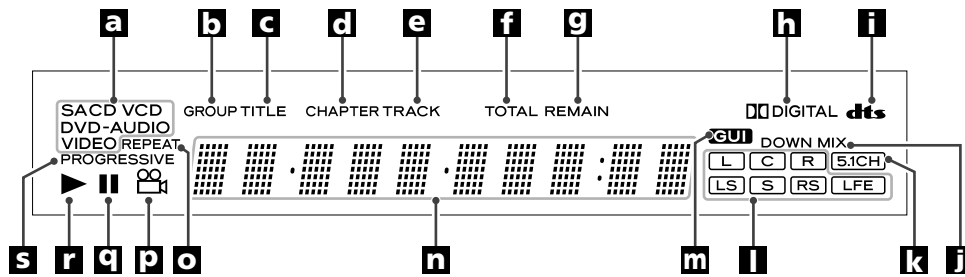 a b c d e f g h i
GROUP TITLE CHAPTER TRACK TOTAL REMAIN DIGITAL dts
SACD VCD
DVD-AUDIO
VIDEO REPEAT
PROGRESSIVE
GUI DOWN MIX
L C R 5.1CH
LS S RS LFE
s r q p o n m l k j